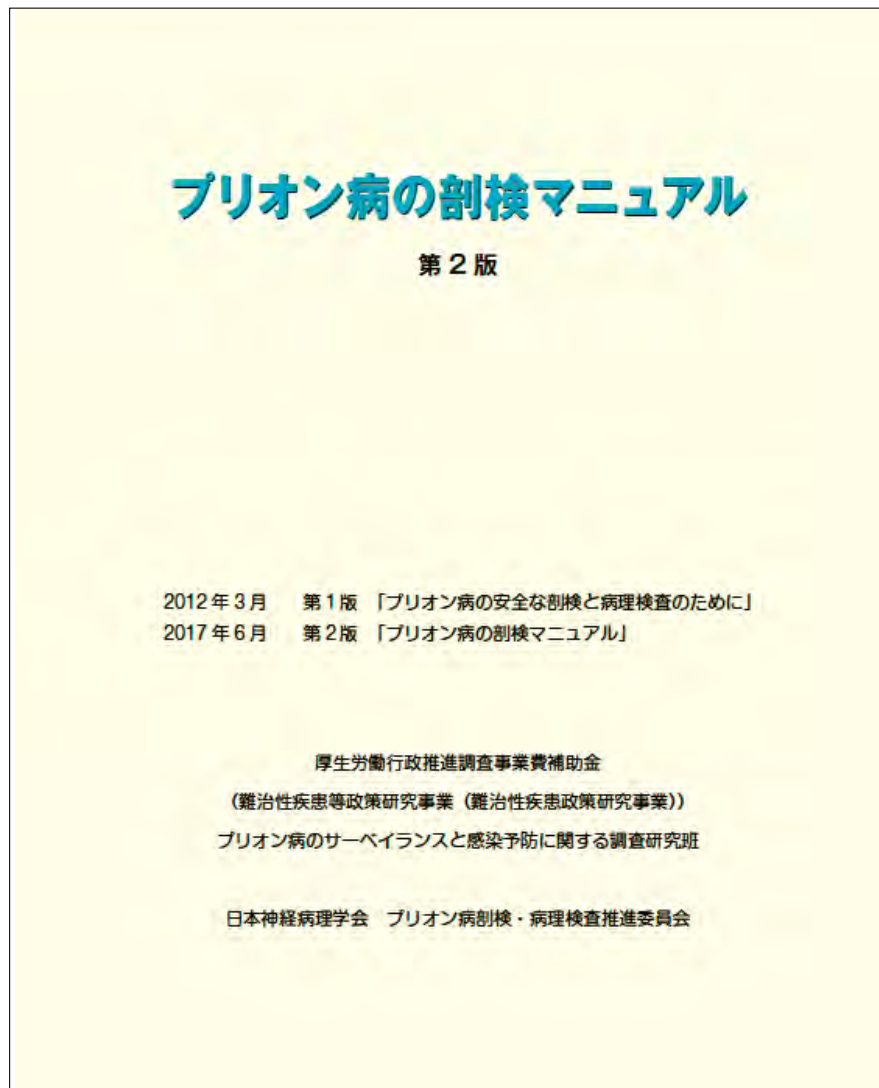 プリオン病の剖検マニュアル
第2版
2012年3月　第1版　「プリオン病の安全な剖検と病理検査のために」
2017年6月　第2版　「プリオン病の剖検マニュアル」
厚生労働行政推進調査事業費補助金
（難治性疾患等政策研究事業（難治性疾患政策研究事業））
プリオン病のサーベイランスと感染予防に関する調査研究班
日本神経病理学会　プリオン病剖検・病理検査推進委員会